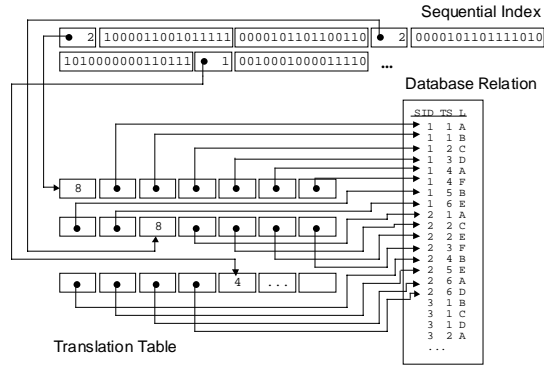 Sequential Index
2 1000011001011111 0000101101100110 2 0000101101111010
1010000000110111 1 0010001000011110 ...
Database Relation
SID TS L
1 1 A
1 1 B
1 2 C
1 3 D
1 4 A
1 4 F
1 5 B
1 6 E
2 1 A
2 2 C
2 2 E
2 3 F
2 4 B
2 5 E
2 6 A
2 6 D
3 1 B
3 1 C
3 1 D
3 2 A
...
8
8
4 ...
Translation Table